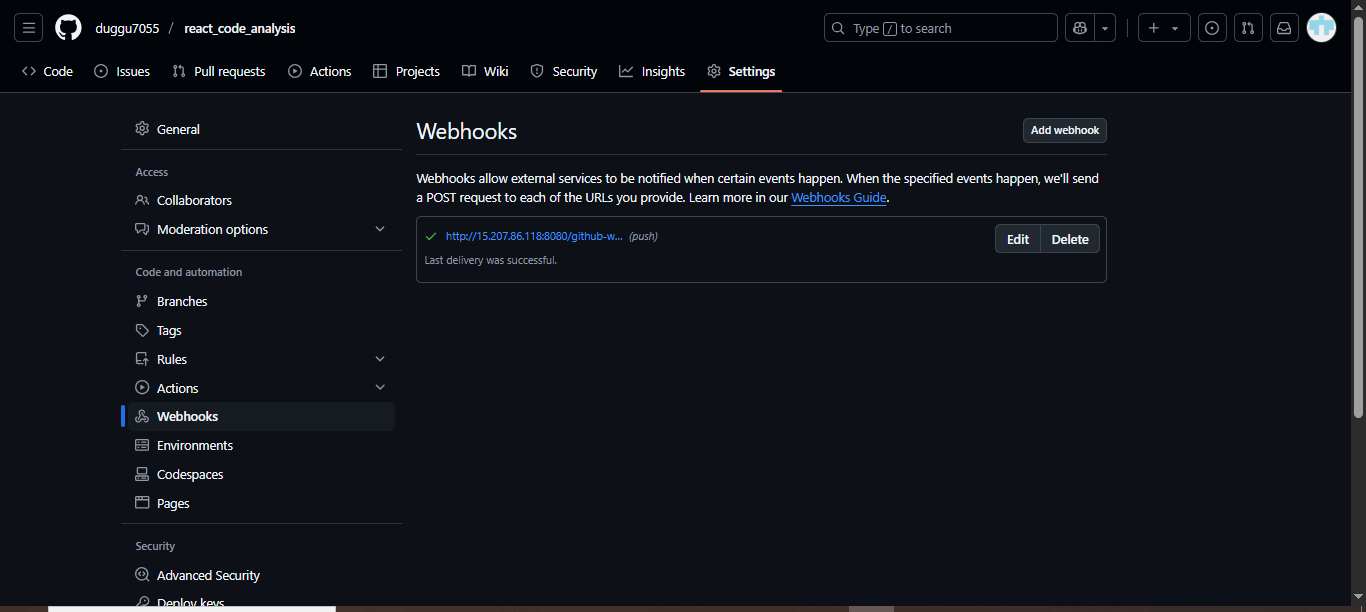 duggu7055 / react_code_analysis
Type / to search
Code
Issues
Pull requests
Actions
Projects
Wiki
Security
Insights
Settings
General
Access
Collaborators
Moderation options
Code and automation
Branches
Tags
Rules
Actions
Webhooks
Environments
Codespaces
Pages
Security
Advanced Security
Deploy keys
Webhooks
Add webhook
Webhooks allow external services to be notified when certain events happen. When the specified events happen, we'll send
a POST request to each of the URLs you provide. Learn more in our Webhooks Guide.
http://15.207.86.118:8080/github-w... (push)
Edit
Delete
Last delivery was successful.